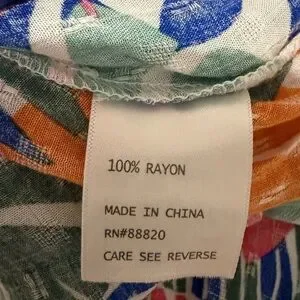 100% RAYON
MADE IN CHINA
RN#88820
CARE SEE REVERSE